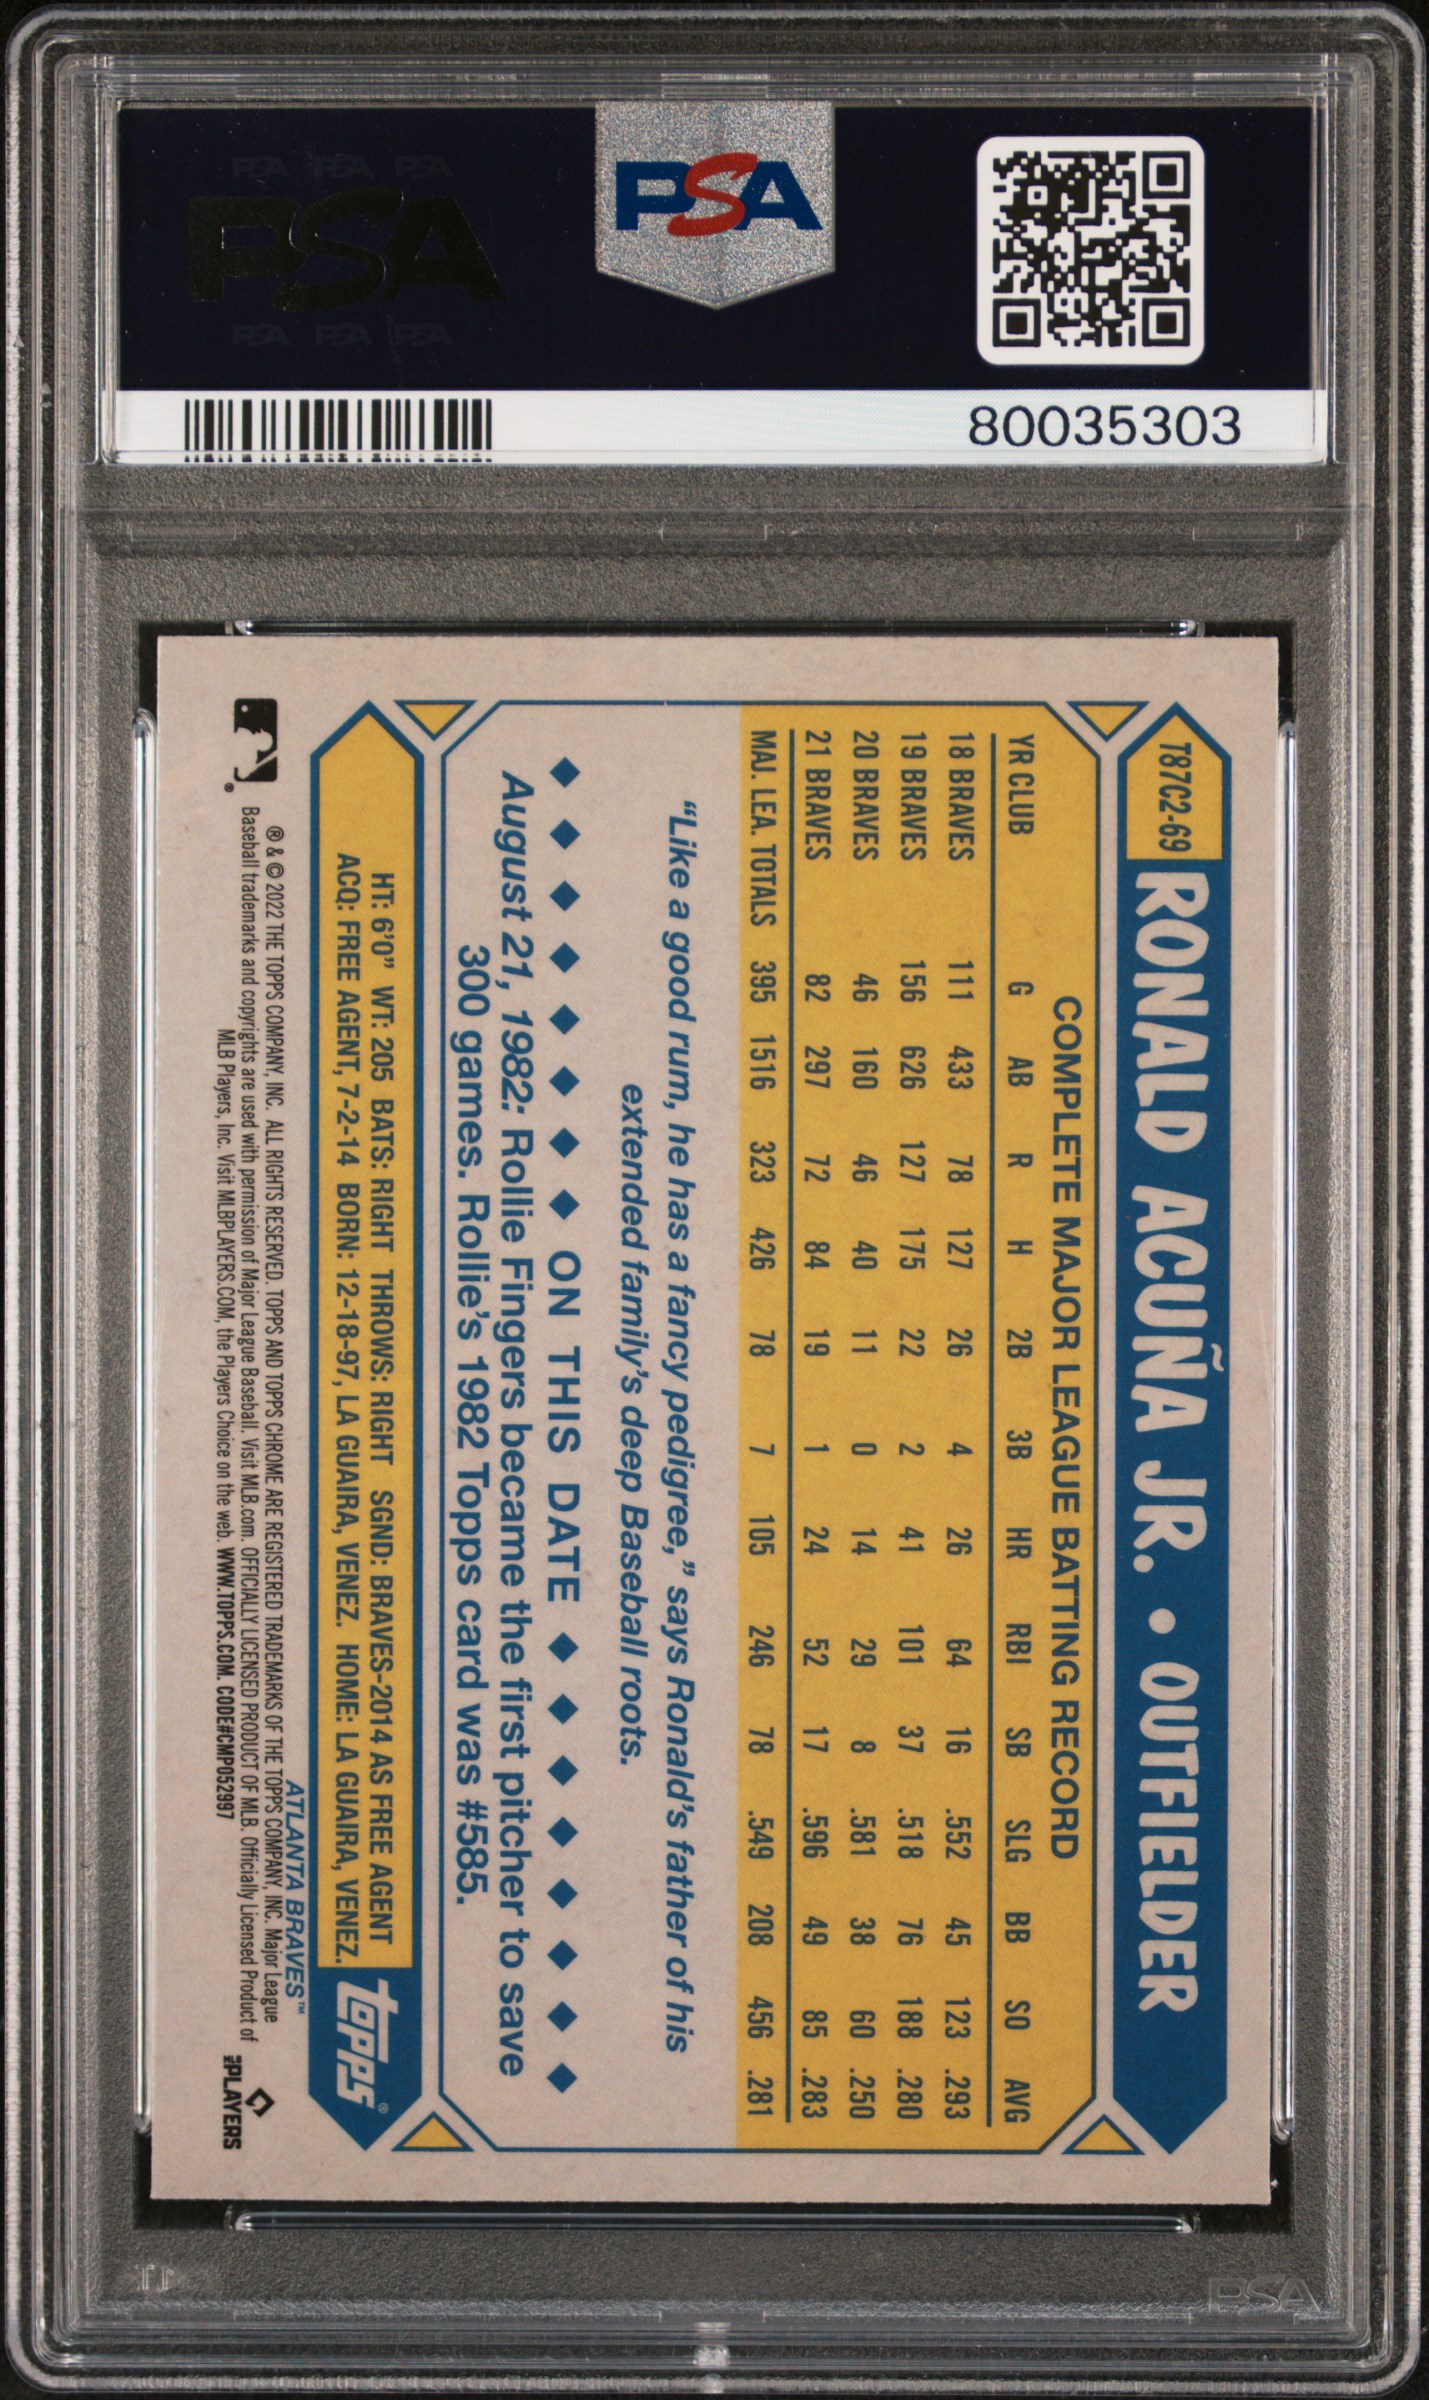 PSA PSA PSA
PSA
PSA PSA PSA
PSA
80035303
T87C2-69 RONALD ACUÑA JR. • OUTFIELDER
COMPLETE MAJOR LEAGUE BATTING RECORD
YR CLUB G AB R H 2B 3B HR RBI SB SLG BB SO AVG
18 BRAVES 111 433 78 127 26 4 26 64 16 .552 45 123 .293
19 BRAVES 156 626 127 175 22 2 41 101 37 .518 76 188 .280
20 BRAVES 46 160 46 40 11 0 14 29 8 .581 38 60 .250
21 BRAVES 82 297 72 84 19 1 24 52 17 .596 49 85 .283
MAJ. LEA. TOTALS 395 1516 323 426 78 7 105 246 78 .549 208 456 .281
“Like a good rum, he has a fancy pedigree,” says Ronald’s father of his
extended family’s deep Baseball roots.
ON THIS DATE
August 21, 1982: Rollie Fingers became the first pitcher to save
300 games. Rollie’s 1982 Topps card was #585.
HT: 6'0" WT: 205 BATS: RIGHT THROWS: RIGHT SGND: BRAVES-2014 AS FREE AGENT
ACQ: FREE AGENT, 7-2-14 BORN: 12-18-97, LA GUAIRA, VENEZ. HOME: LA GUAIRA, VENEZ.
topps®
ATLANTA BRAVES™
® & © 2022 THE TOPPS COMPANY, INC. ALL RIGHTS RESERVED. TOPPS AND TOPPS CHROME ARE REGISTERED TRADEMARKS OF THE TOPPS COMPANY, INC. Major League
Baseball trademarks and copyrights are used with permission of Major League Baseball. Visit MLB.com. OFFICIALLY LICENSED PRODUCT OF MLB. Officially Licensed Product of
MLB Players, Inc. Visit MLBPLAYERS.COM, the Players Choice on the web. WWW.TOPPS.COM. CODE#CMP052997
PLAYERS
PSA